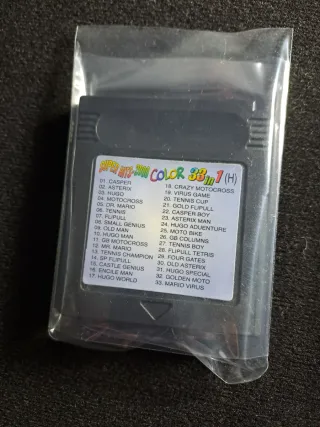 COLOR 33 in 1 (H)
01. CASPER
02. ASTERIX
03. HUGO
04. MOTOCROSS
05. DR. MARIO
06. TENNIS
07. FLIPULL
08. SMALL GENIUS
09. OLD MAN
10. HUGO MAN
11. GB MOTOCROSS
12. MR. MARIO
13. TENNIS CHAMPION
14. SP FLIPULL
15. CASTLE GENIUS
16. ENCILE MAN
17. HUGO WORLD
18. CRAZY MOTOCROSS
19. VIRUS GAME
20. TENNIS CUP
21. GOLD FLIPULL
22. CASPER BOY
23. ASTERIX MAN
24. HUGO ADVENTURE
25. MOTO BIKE
26. GB COLLUMNS
27. TENNIS BOY
28. FLIPULL TETRIS
29. FOUR GATES
30. OLD ASTERIX
31. HUGO SPECIAL
32. GOLDEN MOTO
33. MARIO VIRUS